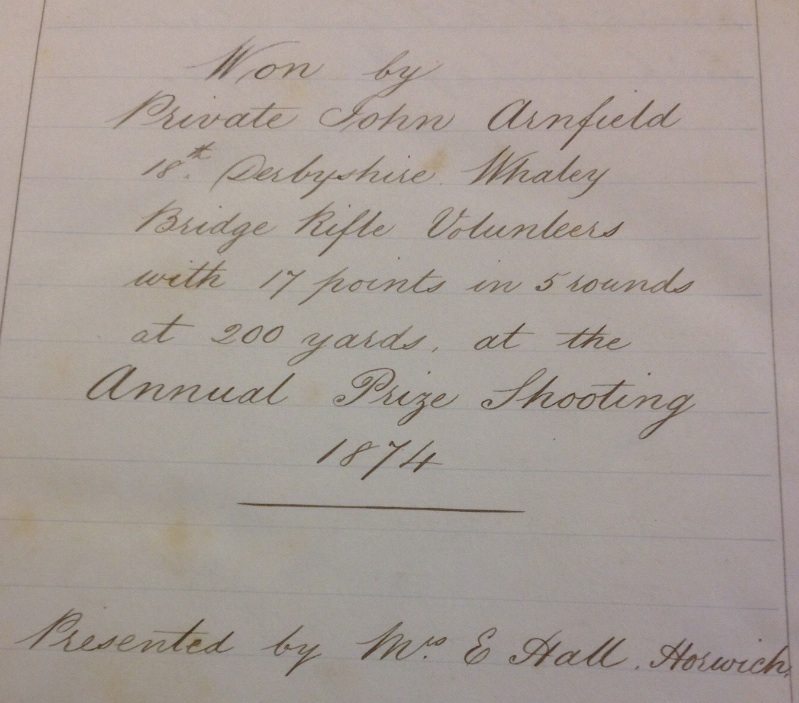 Won by
Private John Arnfield
18th. Derbyshire. Whaley
Bridge Rifle Volunteers
with 17 points in 5 rounds
at 200 yards, at the
Annual Prize Shooting
1874
Presented by Mrs. E Hall. Horwich.